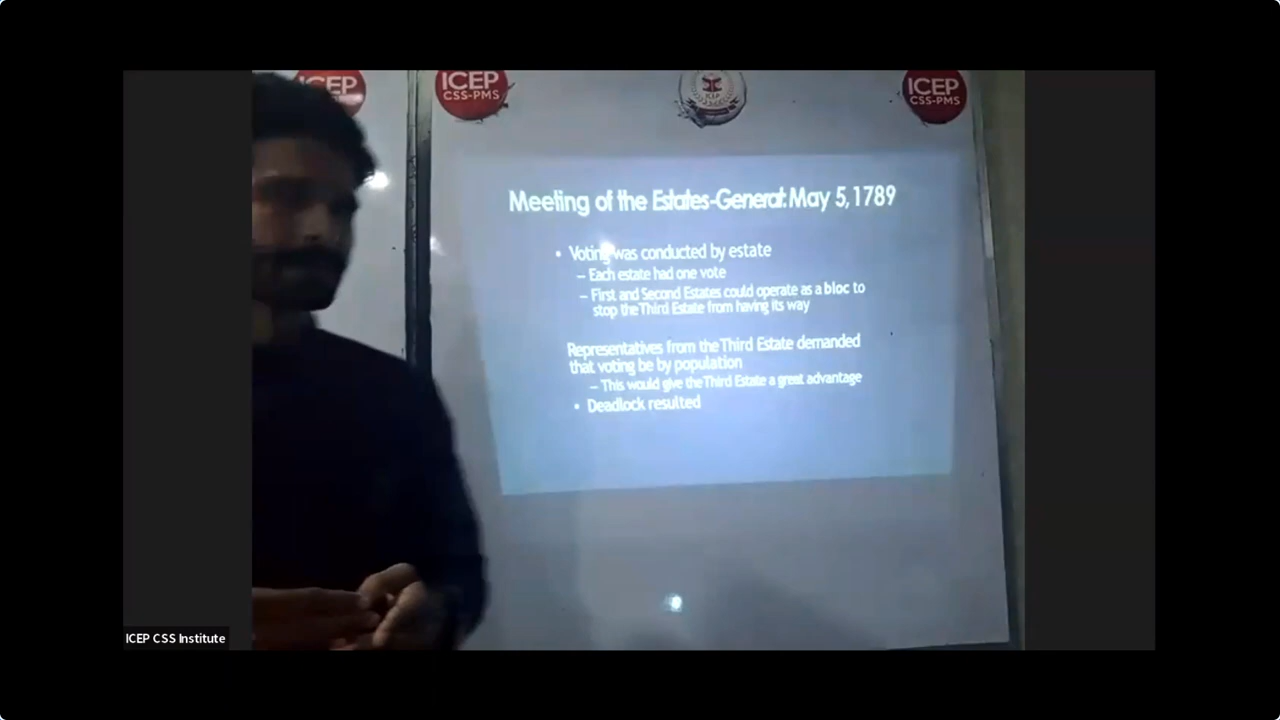 ICEP
ICEP
CSS-PMS
ICEP
ICEP
CSS-PMS
Meeting of the Estates-General: May 5, 1789
• Voting was conducted by estate
– Each estate had one vote
– First and Second Estates could operate as a bloc to
stop the Third Estate from having its way
Representatives from the Third Estate demanded
that voting be by population
– This would give the Third Estate a great advantage
• Deadlock resulted
ICEP CSS Institute